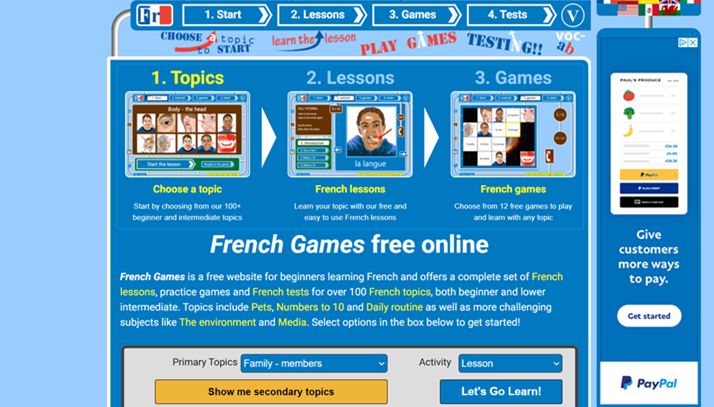 Fr
1. Start
2. Lessons
3. Games
4. Tests
V
CHOOSE a topic to START
learn the lesson
PLAY GAMES
TESTING!!
voc-ab
1. Topics
2. Lessons
3. Games
Body - the head
Start the lesson
la langue
Choose a topic
French lessons
French games
Start by choosing from our 100+
beginner and intermediate topics
Learn your topic with our free and
easy to use French lessons
Choose from 12 free games to play
and learn with any topic
French Games free online
French Games is a free website for beginners learning French and offers a complete set of French
lessons, practice games and French tests for over 100 French topics, both beginner and lower
intermediate. Topics include Pets, Numbers to 10 and Daily routine as well as more challenging
subjects like The environment and Media. Select options in the box below to get started!
Primary Topics
Family - members
Activity
Lesson
Show me secondary topics
Let's Go Learn!
PAUL'S PRODUCE
PayPal
Give
customers
more ways
to pay.
Get started
PayPal